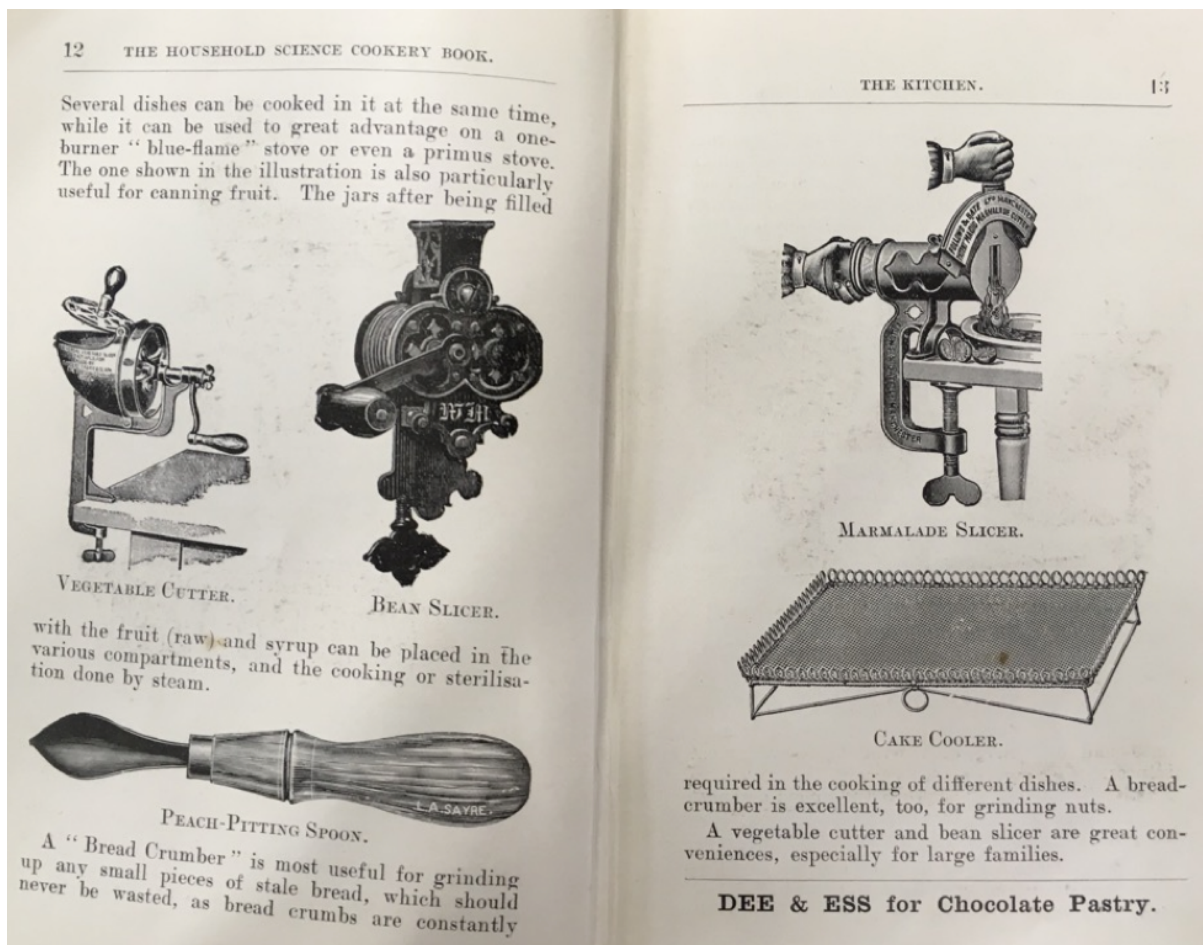 12 THE HOUSEHOLD SCIENCE COOKERY BOOK.
Several dishes can be cooked in it at the same time,
while it can be used to great advantage on a one-
burner “ blue-flame ” stove or even a primus stove.
The one shown in the illustration is also particularly
useful for canning fruit. The jars after being filled
WJM
VEGETABLE CUTTER.
BEAN SLICER.
with the fruit (raw) and syrup can be placed in the
various compartments, and the cooking or sterilisa-
tion done by steam.
L.A.SAYRE.
PEACH-PITTING SPOON.
A “ Bread Crumber ” is most useful for grinding
up any small pieces of stale bread, which should
never be wasted, as bread crumbs are constantly
THE KITCHEN. 13
MARMALADE CUTTER
MARMALADE SLICER.
CAKE COOLER.
required in the cooking of different dishes. A bread-
crumber is excellent, too, for grinding nuts.
A vegetable cutter and bean slicer are great con-
veniences, especially for large families.
DEE & ESS for Chocolate Pastry.